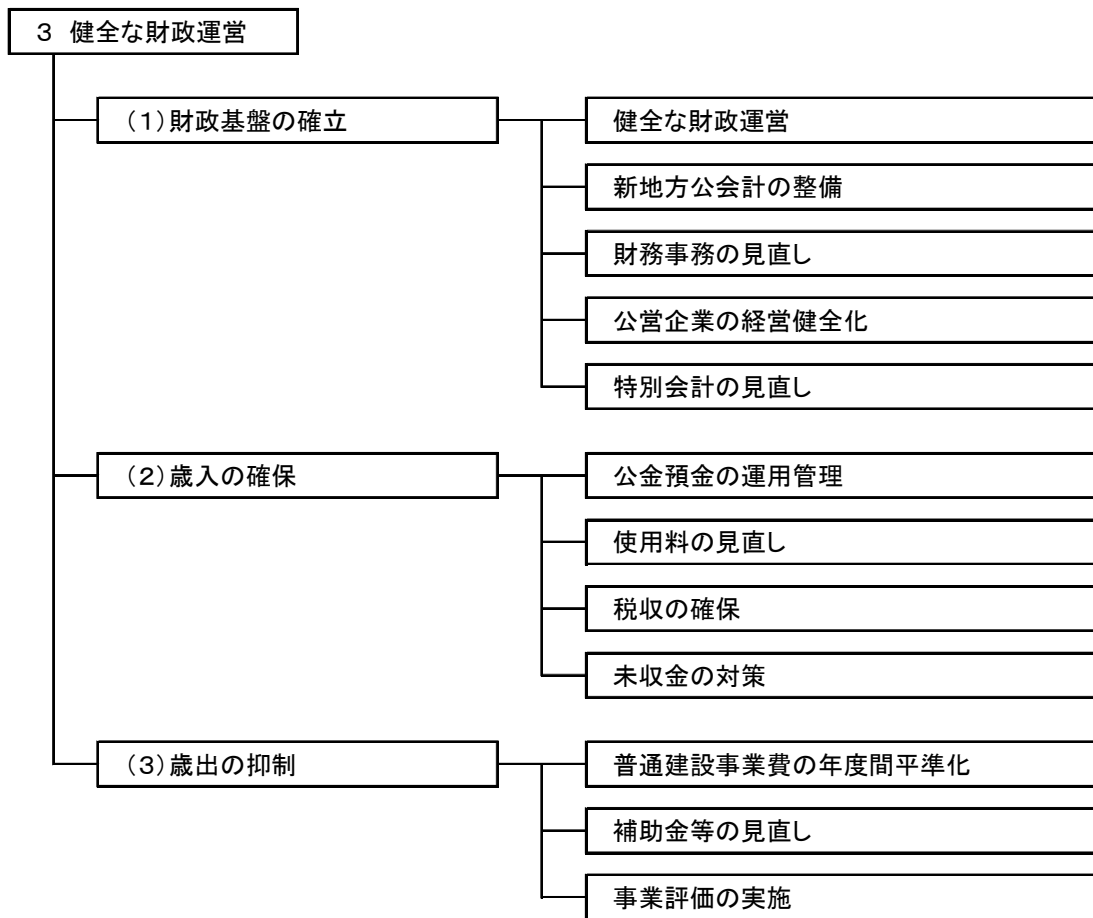 3 健全な財政運営
(1)財政基盤の確立
健全な財政運営
新地方公会計の整備
財務事務の見直し
公営企業の経営健全化
特別会計の見直し
(2)歳入の確保
公金預金の運用管理
使用料の見直し
税収の確保
未収金の対策
(3)歳出の抑制
普通建設事業費の年度間平準化
補助金等の見直し
事業評価の実施